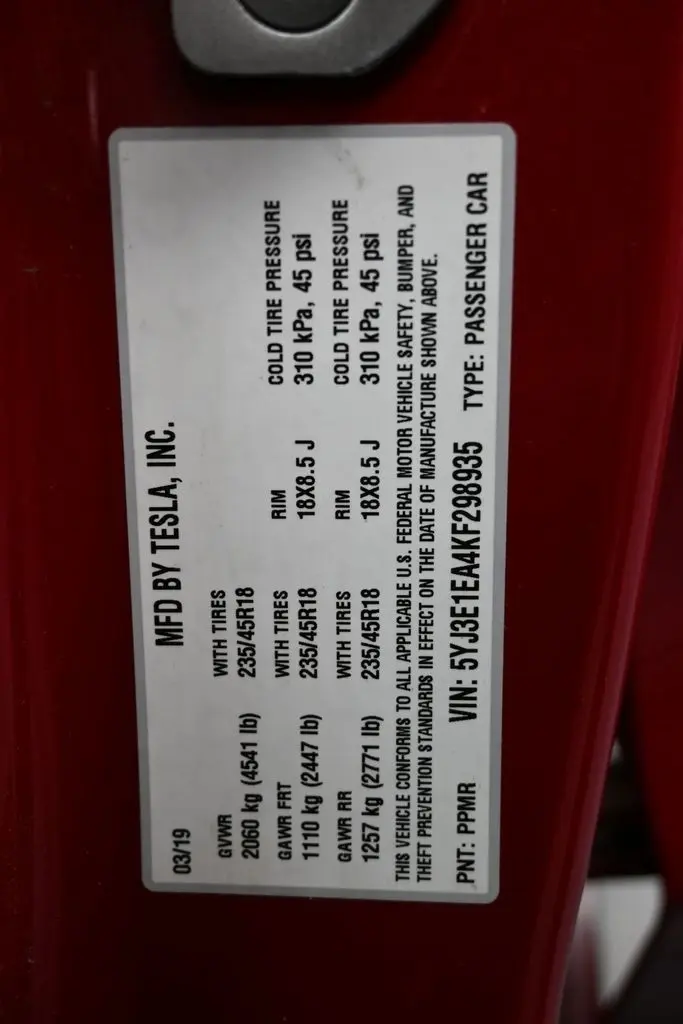 03/19 MFD BY TESLA, INC.
GVWR WITH TIRES
2060 kg (4541 lb) 235/45R18
GAWR FRT WITH TIRES RIM COLD TIRE PRESSURE
1110 kg (2447 lb) 235/45R18 18X8.5 J 310 kPa, 45 psi
GAWR RR WITH TIRES RIM COLD TIRE PRESSURE
1257 kg (2771 lb) 235/45R18 18X8.5 J 310 kPa, 45 psi
THIS VEHICLE CONFORMS TO ALL APPLICABLE U.S. FEDERAL MOTOR VEHICLE SAFETY, BUMPER, AND
THEFT PREVENTION STANDARDS IN EFFECT ON THE DATE OF MANUFACTURE SHOWN ABOVE.
PNT: PPMR VIN: 5YJ3E1EA4KF298935 TYPE: PASSENGER CAR